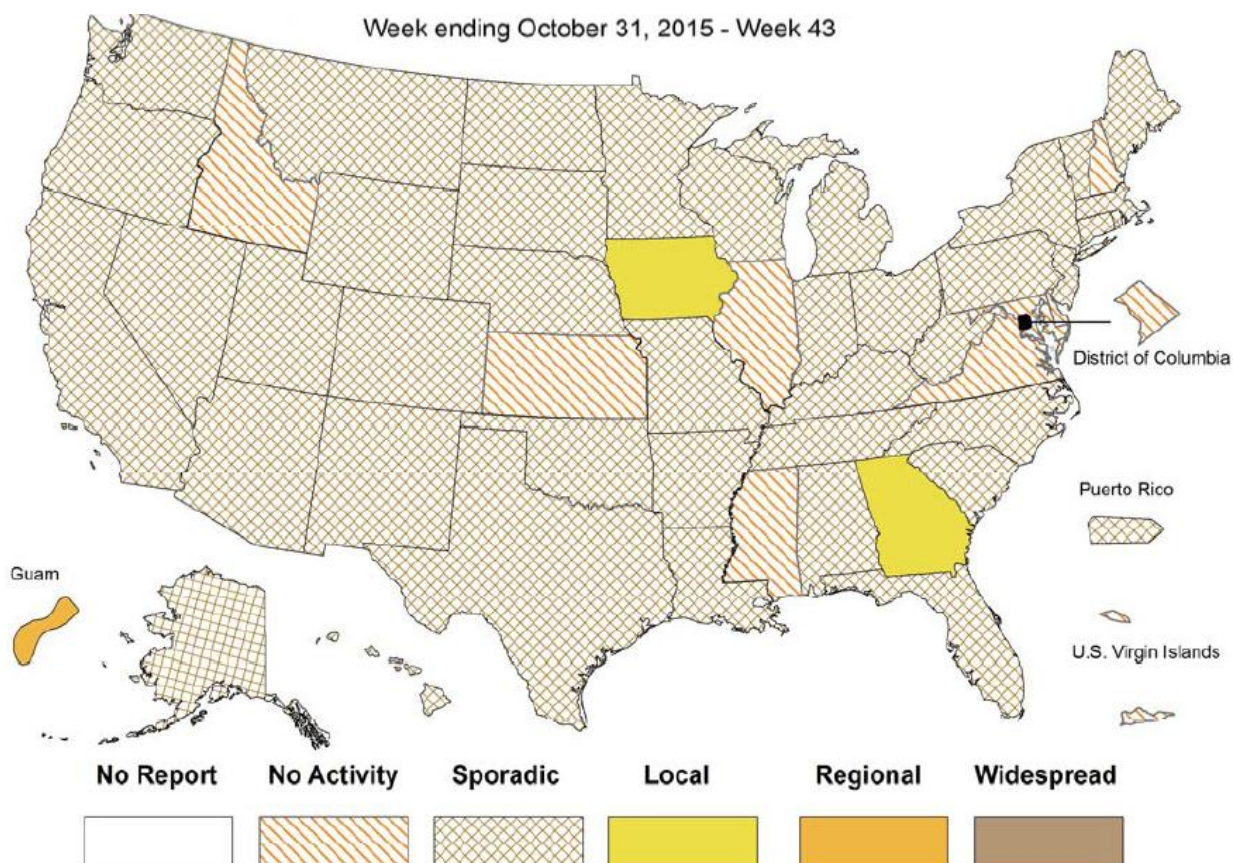 Week ending October 31, 2015 - Week 43
District of Columbia
Puerto Rico
Guam
U.S. Virgin Islands
No Report No Activity Sporadic Local Regional Widespread